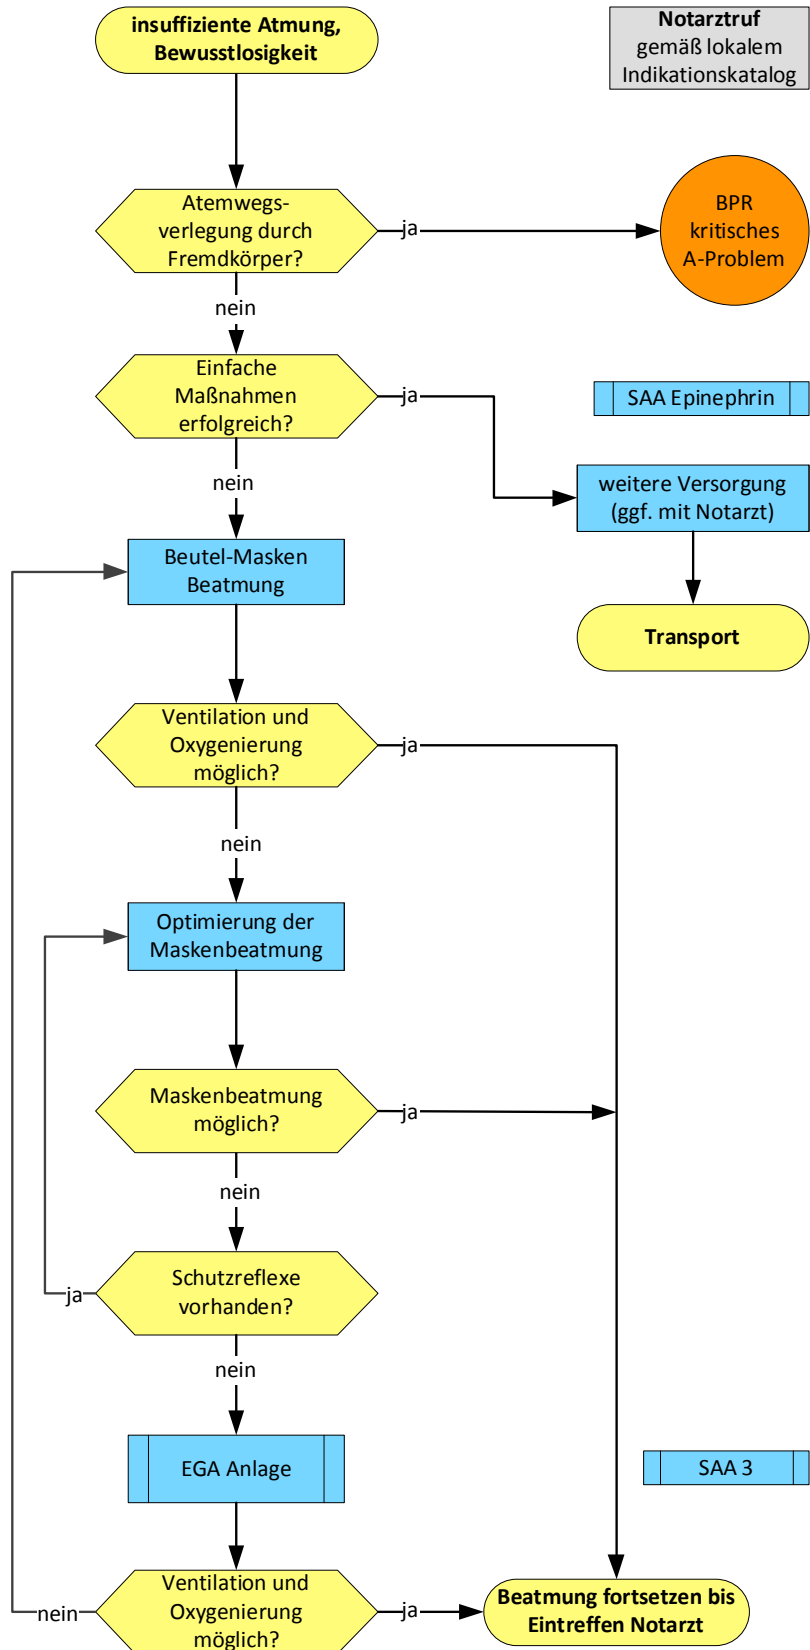 insuffiziente Atmung,
Bewusstlosigkeit
Notarztruf
gemäß lokalem
Indikationskatalog
Atemwegs-
verlegung durch
Fremdkörper?
ja
BPR
kritisches
A-Problem
nein
Einfache
Maßnahmen
erfolgreich?
ja
SAA Epinephrin
weitere Versorgung
(ggf. mit Notarzt)
nein
Beutel-Masken
Beatmung
Transport
Ventilation und
Oxygenierung
möglich?
ja
nein
Optimierung der
Maskenbeatmung
Maskenbeatmung
möglich?
ja
nein
Schutzreflexe
vorhanden?
ja
nein
EGA Anlage
SAA 3
Ventilation und
Oxygenierung
möglich?
nein
ja
Beatmung fortsetzen bis
Eintreffen Notarzt